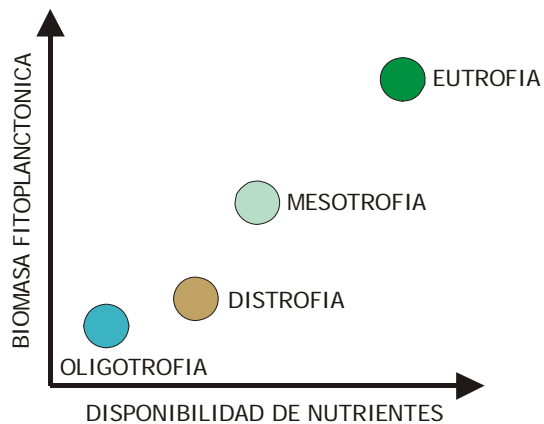 BIOMASA FITOPLANCTONICA
EUTROFIA
MESOTROFIA
DISTROFIA
OLIGOTROFIA
DISPONIBILIDAD DE NUTRIENTES